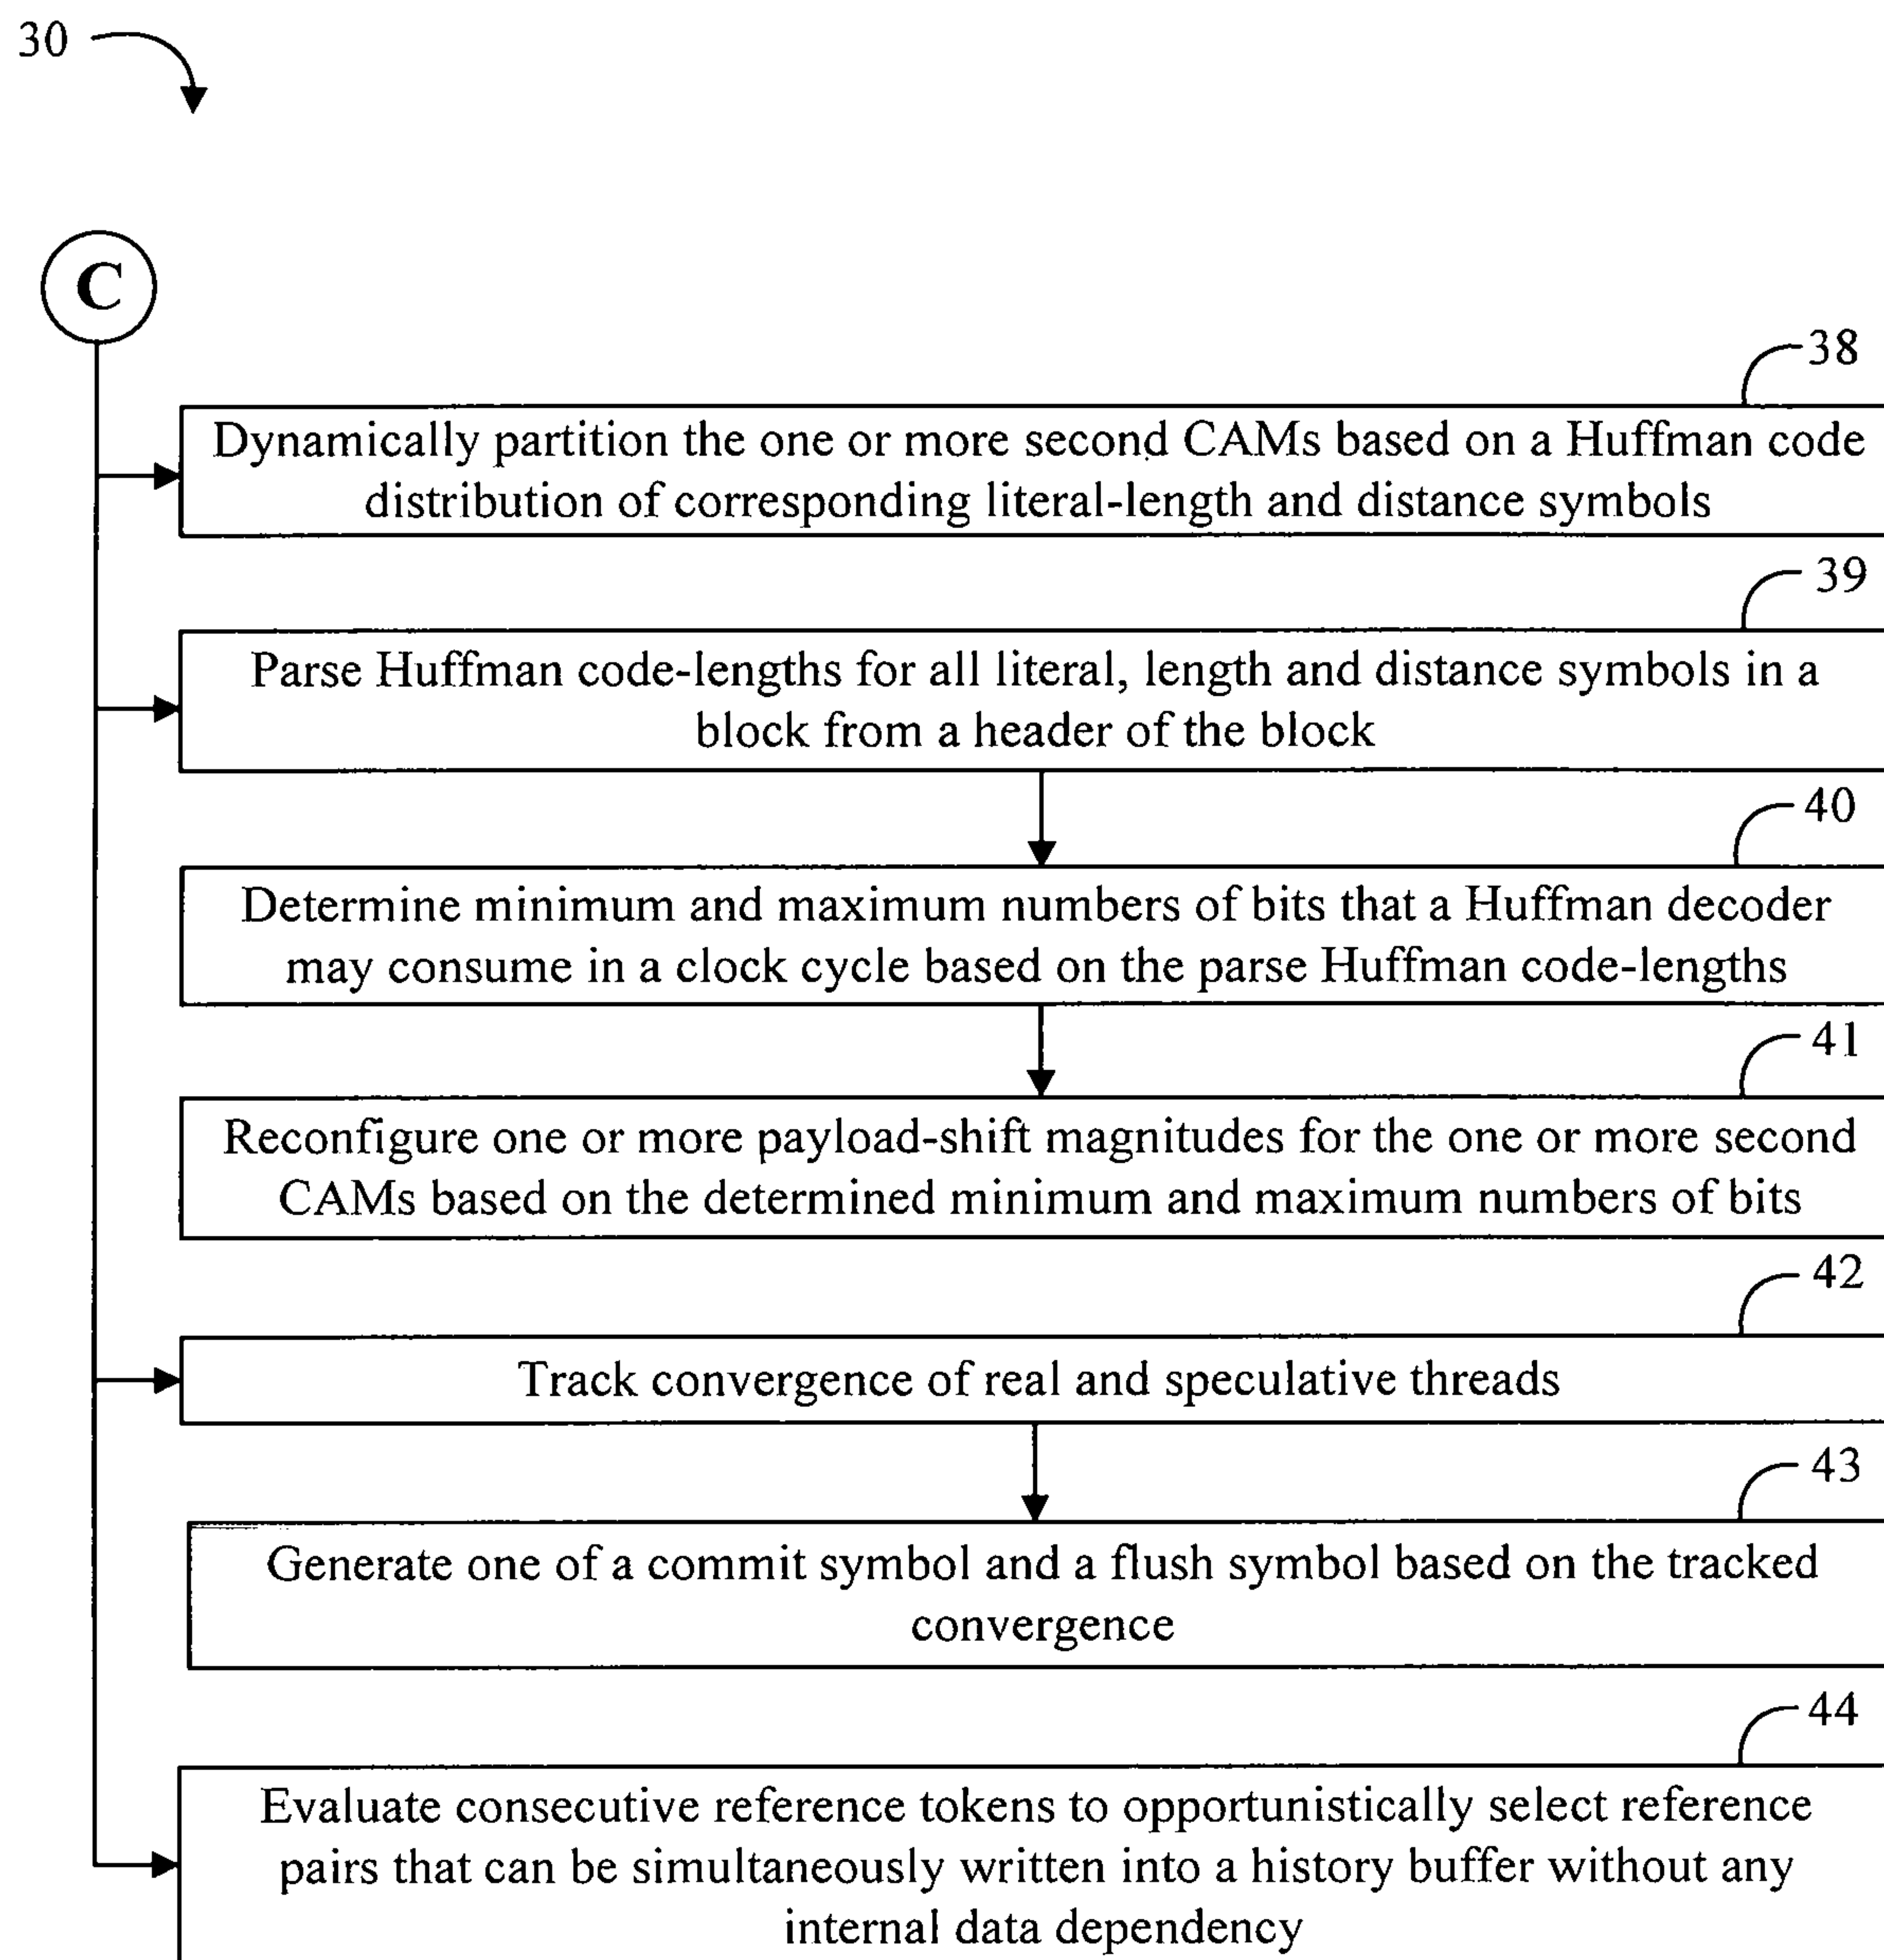 30
C
38
Dynamically partition the one or more second CAMs based on a Huffman code
distribution of corresponding literal-length and distance symbols
39
Parse Huffman code-lengths for all literal, length and distance symbols in a
block from a header of the block
40
Determine minimum and maximum numbers of bits that a Huffman decoder
may consume in a clock cycle based on the parse Huffman code-lengths
41
Reconfigure one or more payload-shift magnitudes for the one or more second
CAMs based on the determined minimum and maximum numbers of bits
42
Track convergence of real and speculative threads
43
Generate one of a commit symbol and a flush symbol based on the tracked
convergence
44
Evaluate consecutive reference tokens to opportunistically select reference
pairs that can be simultaneously written into a history buffer without any
internal data dependency